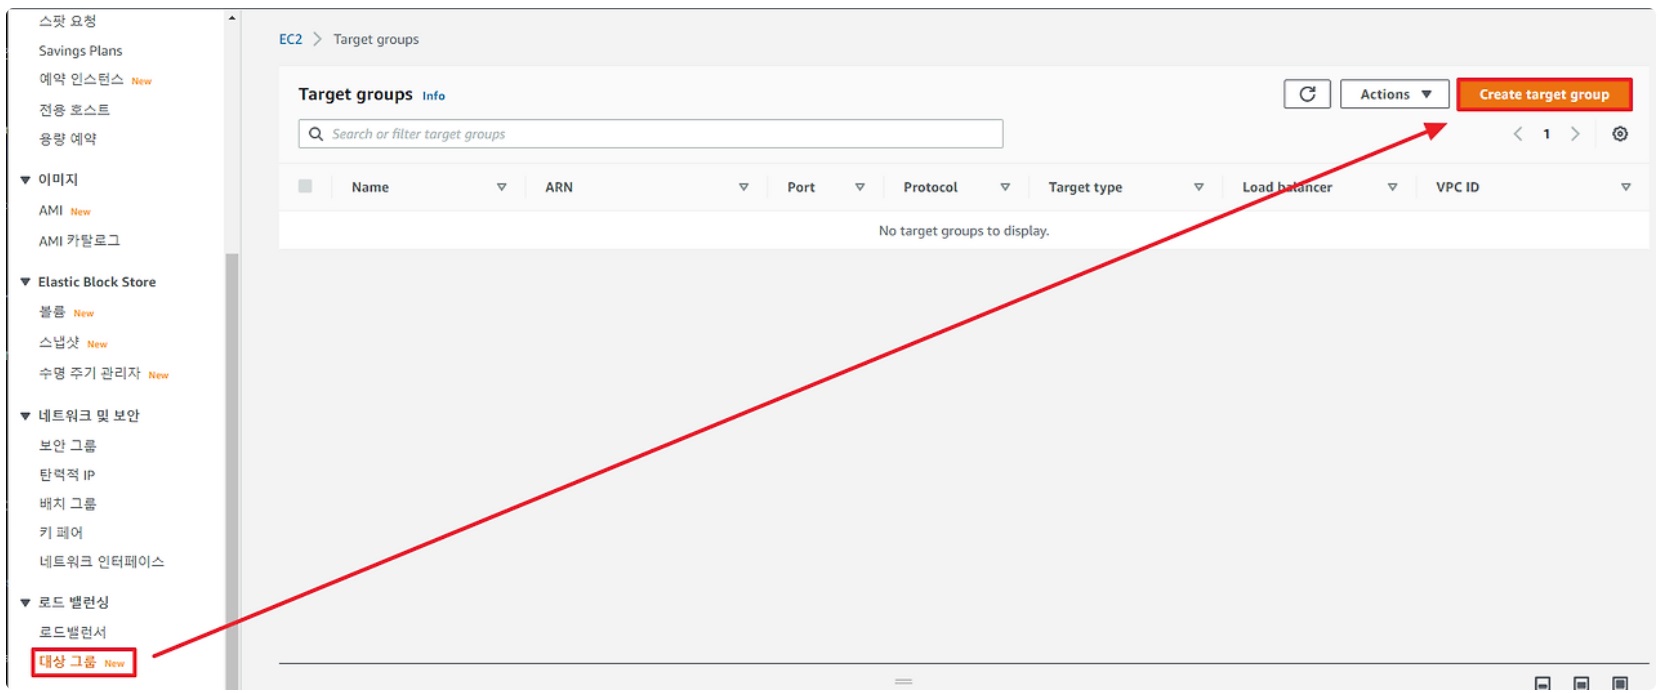 스팟 요청
Savings Plans
예약 인스턴스 New
전용 호스트
용량 예약
이미지
AMI New
AMI 카탈로그
Elastic Block Store
볼륨 New
스냅샷 New
수명 주기 관리자 New
네트워크 및 보안
보안 그룹
탄력적 IP
배치 그룹
키 페어
네트워크 인터페이스
로드 밸런싱
로드밸런서
대상 그룹 New
EC2 > Target groups
Target groups Info
Actions
Create target group
Search or filter target groups
1
Name ARN Port Protocol Target type Load balancer VPC ID
No target groups to display.